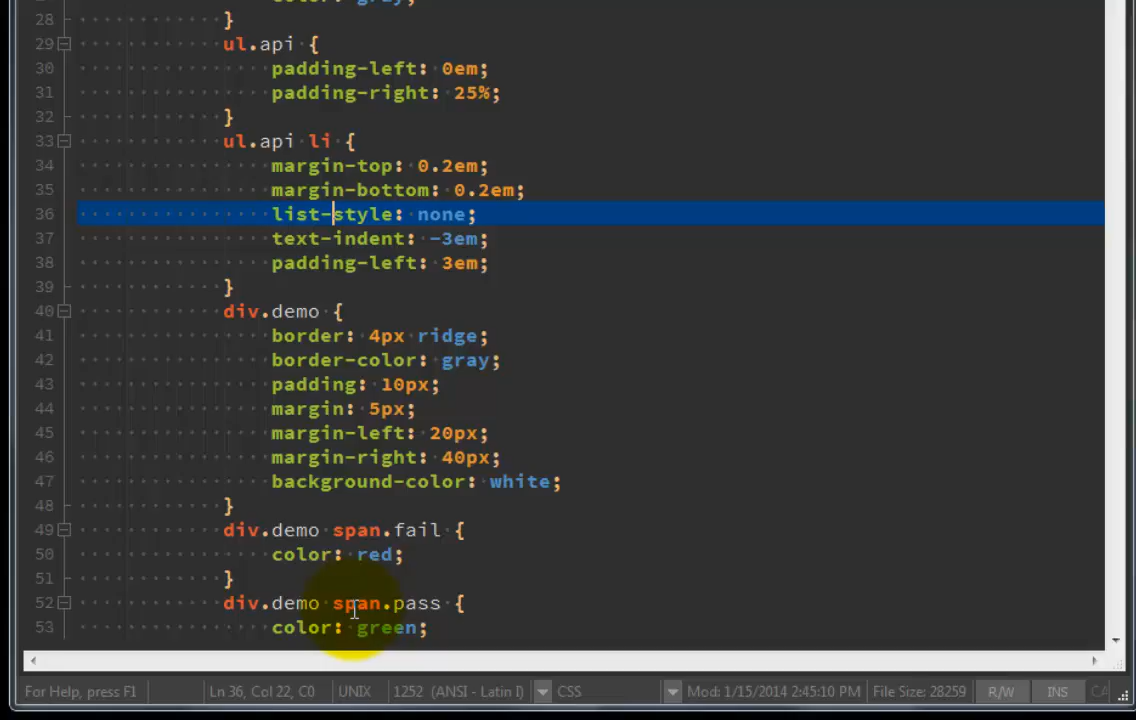 color: gray;
28 }
29 ul.api {
30 padding-left: 0em;
31 padding-right: 25%;
32 }
33 ul.api li {
34 margin-top: 0.2em;
35 margin-bottom: 0.2em;
36 list-style: none;
37 text-indent: -3em;
38 padding-left: 3em;
39 }
40 div.demo {
41 border: 4px ridge;
42 border-color: gray;
43 padding: 10px;
44 margin: 5px;
45 margin-left: 20px;
46 margin-right: 40px;
47 background-color: white;
48 }
49 div.demo span.fail {
50 color: red;
51 }
52 div.demo span.pass {
53 color: green;
For Help, press F1 Ln 36, Col 22, C0 UNIX 1252 (ANSI - Latin I) CSS Mod: 1/15/2014 2:45:10 PM File Size: 28259 R/W INS